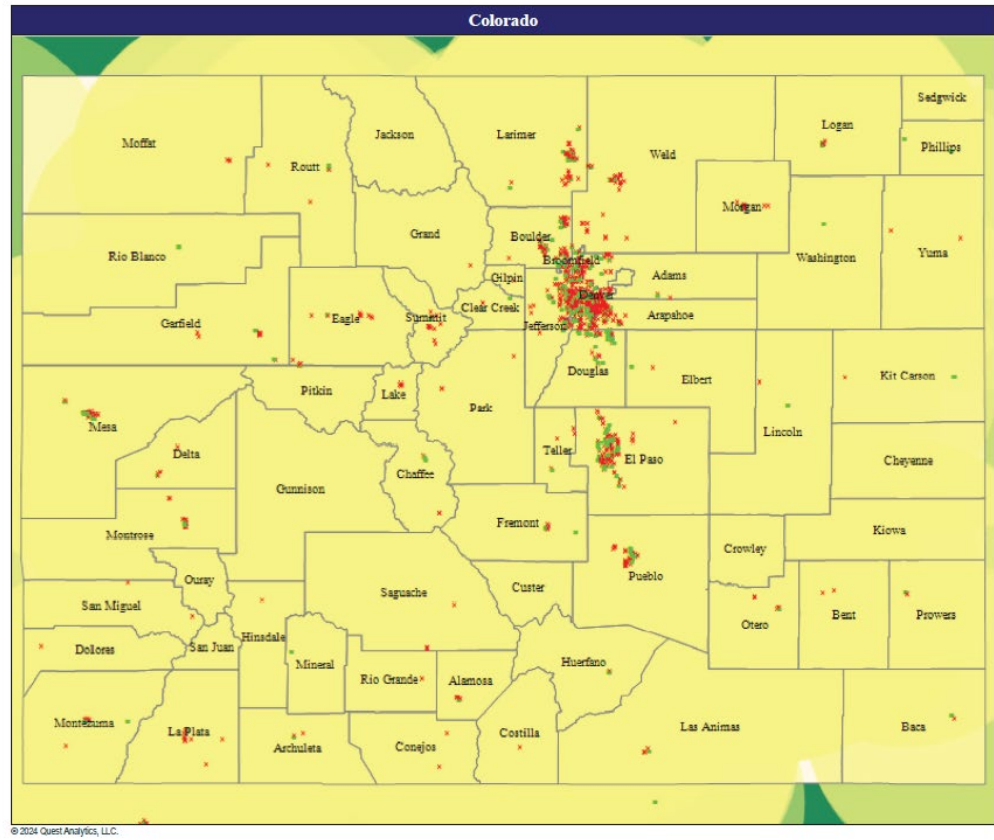 Colorado
Sedgwick
Logan
Jackson
Larimer
Moffat
Weld
Phillips
Routt
Morgan
Grand
Boulder
Rio Blanco
Broomfield
Washington
Yuma
Gilpin
Adams
Denver
Clear Creek
Eagle
Summit
Arapahoe
Garfield
Jefferson
Douglas
Kit Carson
Elbert
Pitkin
Lake
Park
Mesa
Lincoln
Teller
Delta
El Paso
Cheyenne
Chaffee
Gunnison
Fremont
Kiowa
Montrose
Crowley
Pueblo
Ouray
Custer
Saguache
San Miguel
Bent
Prowers
Otero
Hinsdale
San Juan
Dolores
Mineral
Huerfano
Rio Grande
Alamosa
Montezuma
La Plata
Costilla
Las Animas
Baca
Archuleta
Conejos
© 2024 Quest Analytics, LLC.